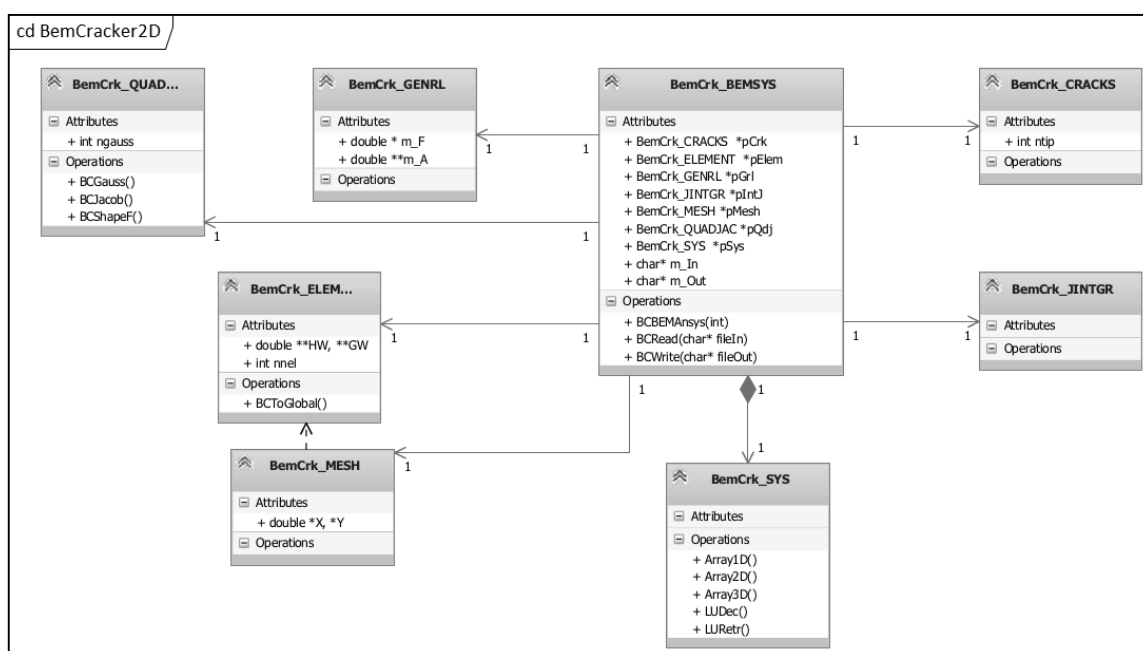 cd BemCracker2D
BemCrk_QUAD...
Attributes
+ int ngauss
Operations
+ BCGauss()
+ BCJacob()
+ BCShapeF()
BemCrk_GENRL
Attributes
+ double * m_F
+ double **m_A
Operations
BemCrk_BEMSYS
Attributes
+ BemCrk_CRACKS *pCrk
+ BemCrk_ELEMENT *pElem
+ BemCrk_GENRL *pGrl
+ BemCrk_JINTGR *pIntJ
+ BemCrk_MESH *pMesh
+ BemCrk_QUADJAC *pQdj
+ BemCrk_SYS *pSys
+ char* m_In
+ char* m_Out
Operations
+ BCBEMAnsys(int)
+ BCRead(char* fileIn)
+ BCWrite(char* fileOut)
BemCrk_CRACKS
Attributes
+ int ntip
Operations
1 1
1 1
1 1
BemCrk_ELEM...
Attributes
+ double **HW, **GW
+ int nnel
Operations
+ BCToGlobal()
1 1
BemCrk_JINTGR
Attributes
Operations
1 1
1
1
BemCrk_MESH
Attributes
+ double *X, *Y
Operations
1
1
BemCrk_SYS
Attributes
Operations
+ Array1D()
+ Array2D()
+ Array3D()
+ LUDec()
+ LURetr()